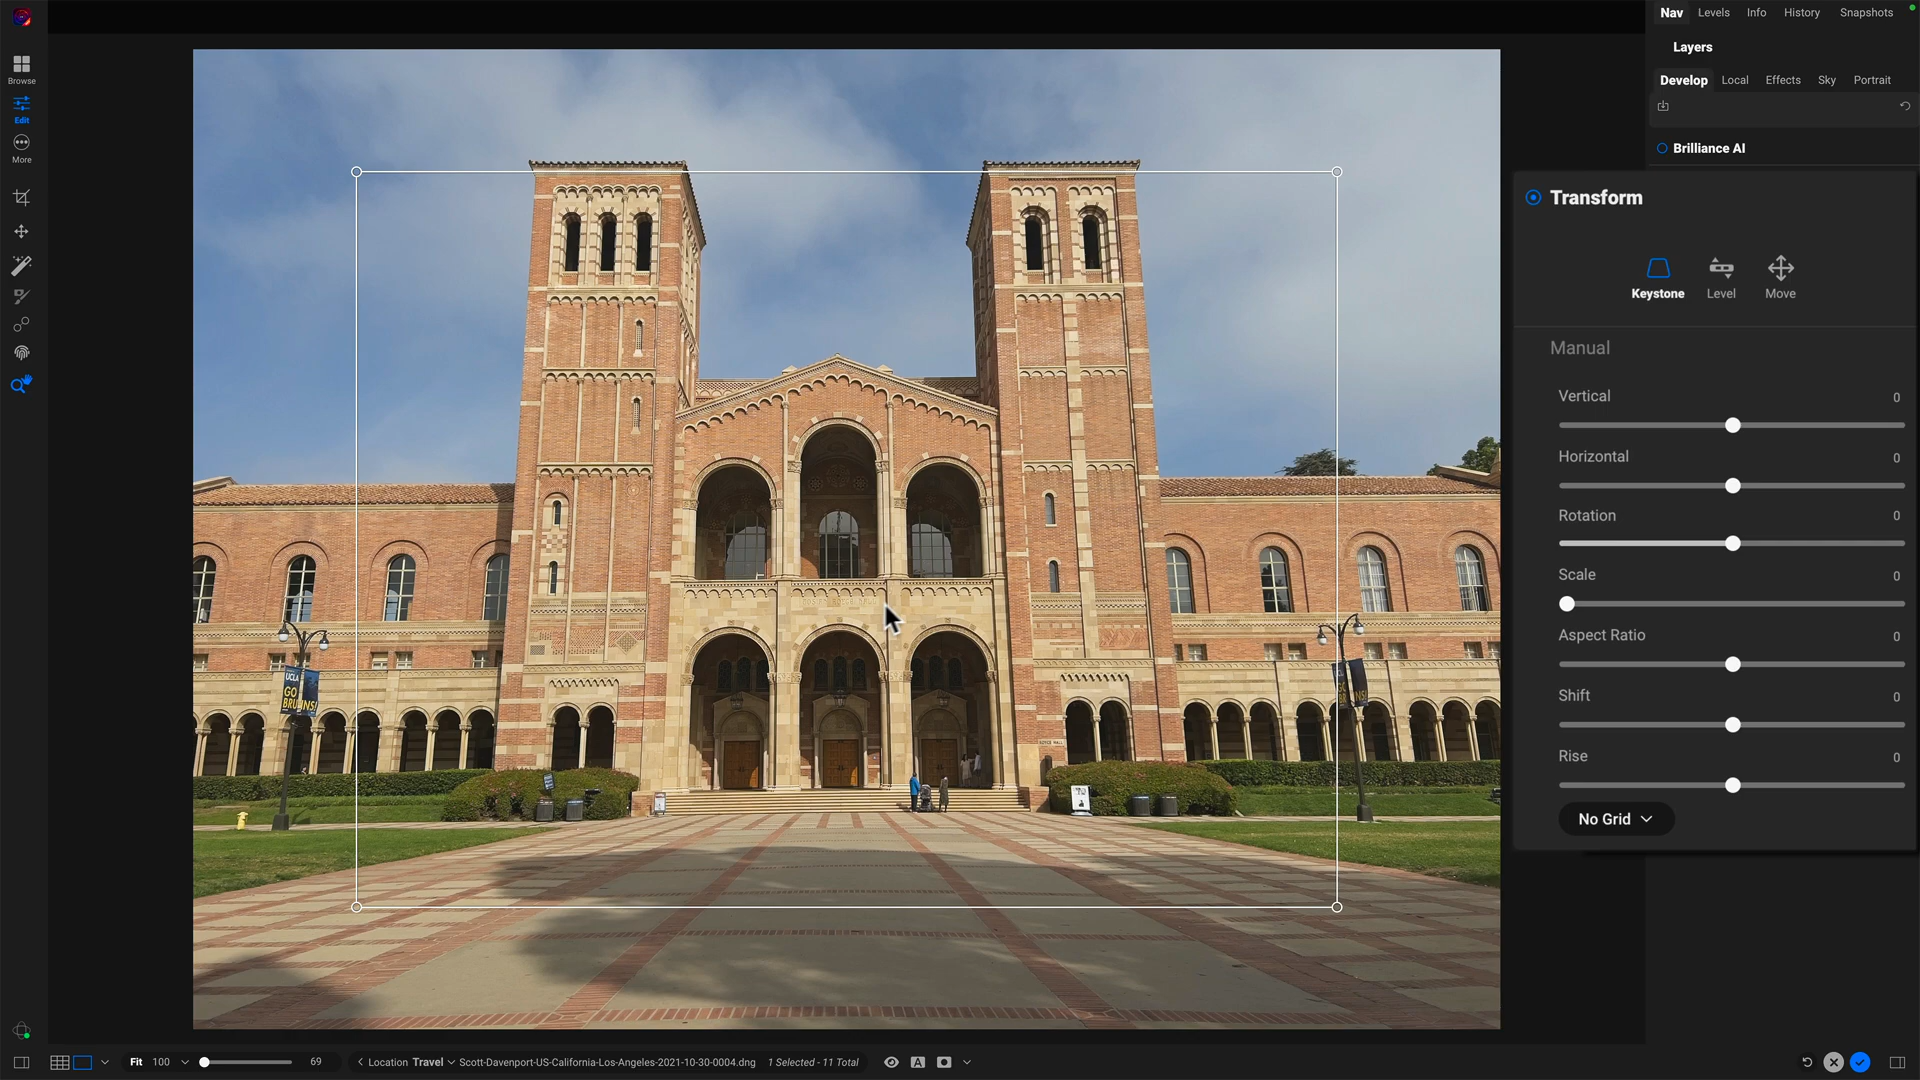 Nav Levels Info History Snapshots
Layers
Browse
Develop Local Effects Sky Portrait
Edit
Brilliance AI
More
Transform
Keystone Level Move
Manual
Vertical 0
Horizontal 0
Rotation 0
Scale 0
Aspect Ratio 0
Shift 0
Rise 0
No Grid
UCLA
GO
BRUINS!
Fit 100 69 Location Travel Scott-Davenport-US-California-Los-Angeles-2021-10-30-0004.dng 1 Selected - 11 Total A